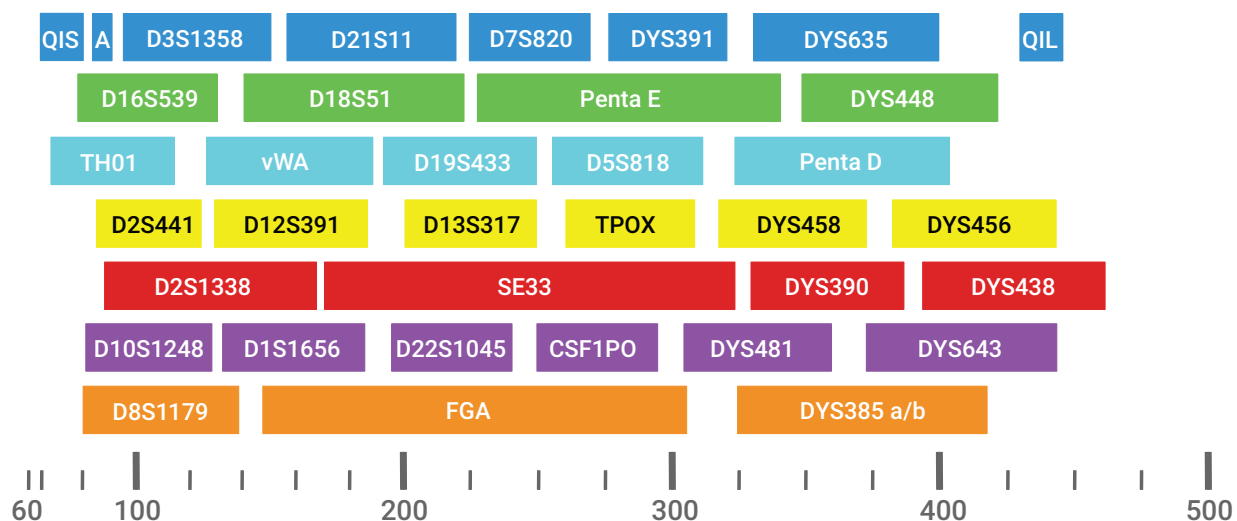 QIS A D3S1358 D21S11 D7S820 DYS391 DYS635 QIL
D16S539 D18S51 Penta E DYS448
TH01 vWA D19S433 D5S818 Penta D
D2S441 D12S391 D13S317 TPOX DYS458 DYS456
D2S1338 SE33 DYS390 DYS438
D10S1248 D1S1656 D22S1045 CSF1PO DYS481 DYS643
D8S1179 FGA DYS385 a/b
60 100 200 300 400 500